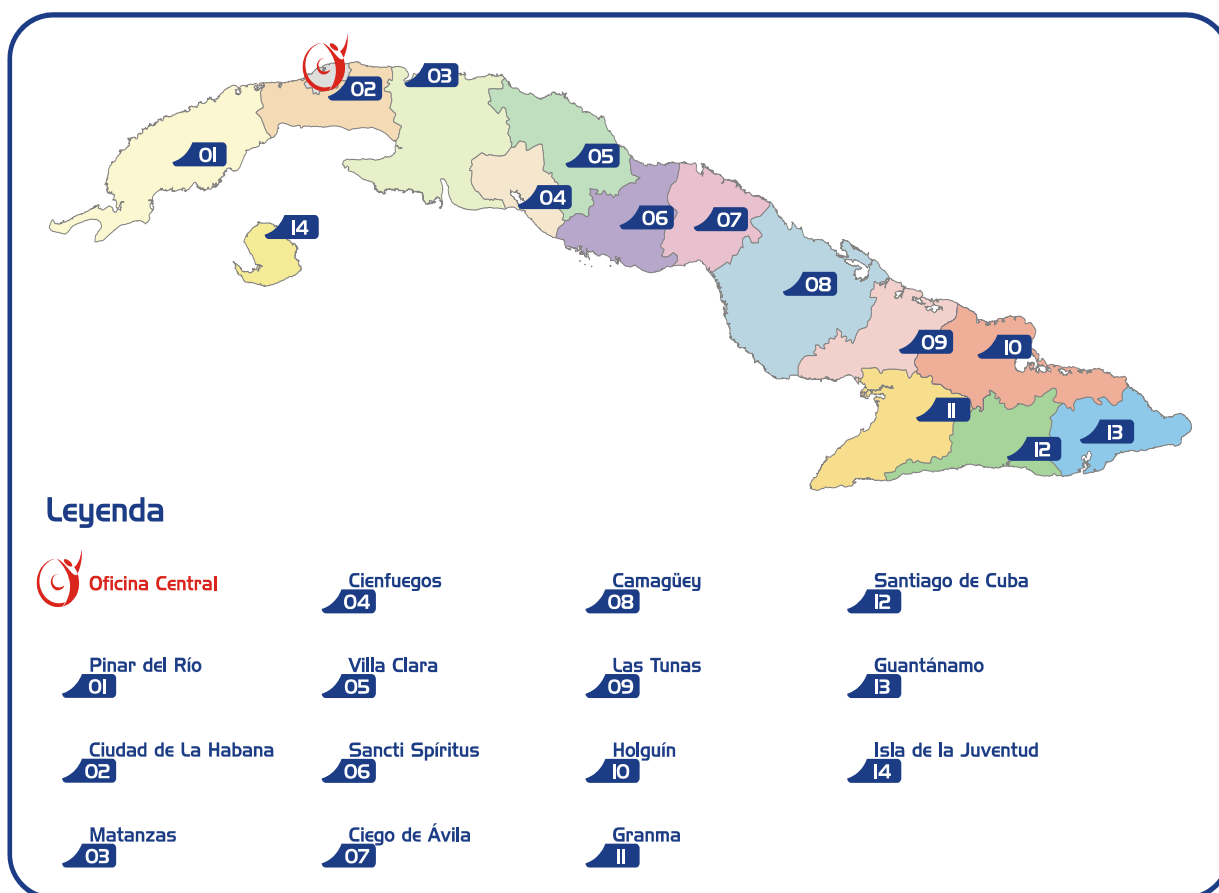 03
02
01
05
04
06
07
14
08
09
10
11
12
13
Leyenda
Oficina Central
Cienfuegos
04
Camagüey
08
Santiago de Cuba
12
Pinar del Río
01
Villa Clara
05
Las Tunas
09
Guantánamo
13
Ciudad de La Habana
02
Sancti Spíritus
06
Holguín
10
Isla de la Juventud
14
Matanzas
03
Ciego de Ávila
07
Granma
11